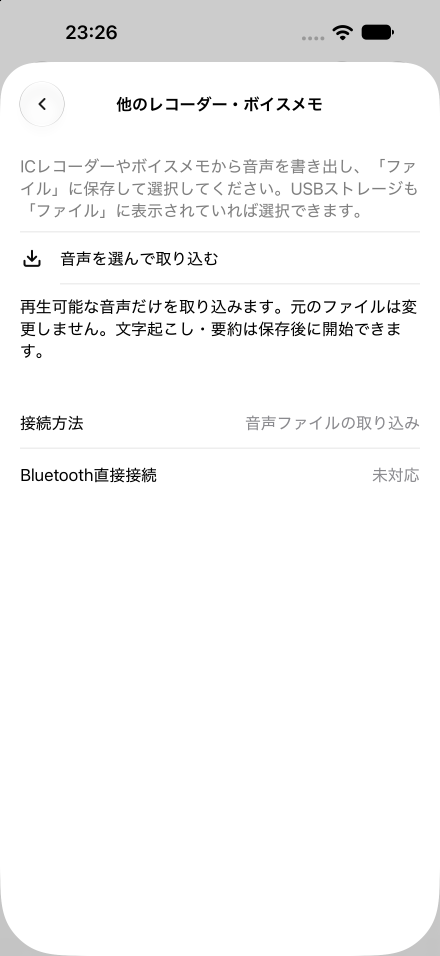 23:26
他のレコーダー・ボイスメモ
ICレコーダーやボイスメモから音声を書き出し、「ファ
イル」に保存して選択してください。USBストレージも
「ファイル」に表示されていれば選択できます。
音声を選んで取り込む
再生可能な音声だけを取り込みます。元のファイルは変
更しません。文字起こし・要約は保存後に開始できま
す。
接続方法
音声ファイルの取り込み
Bluetooth直接接続
未対応